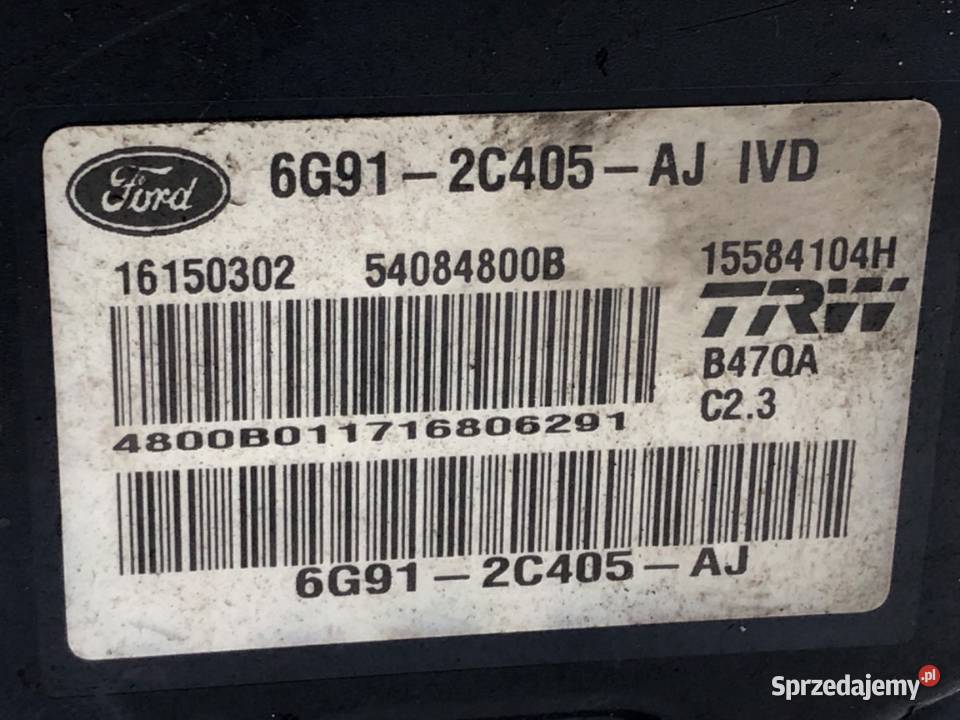 Ford 6G91-2C405-AJ IVD
16150302 54084800B 15584104H
TRW
B47QA
C2.3
4800B011716806291
6G91-2C405-AJ
Sprzedajemy.pl